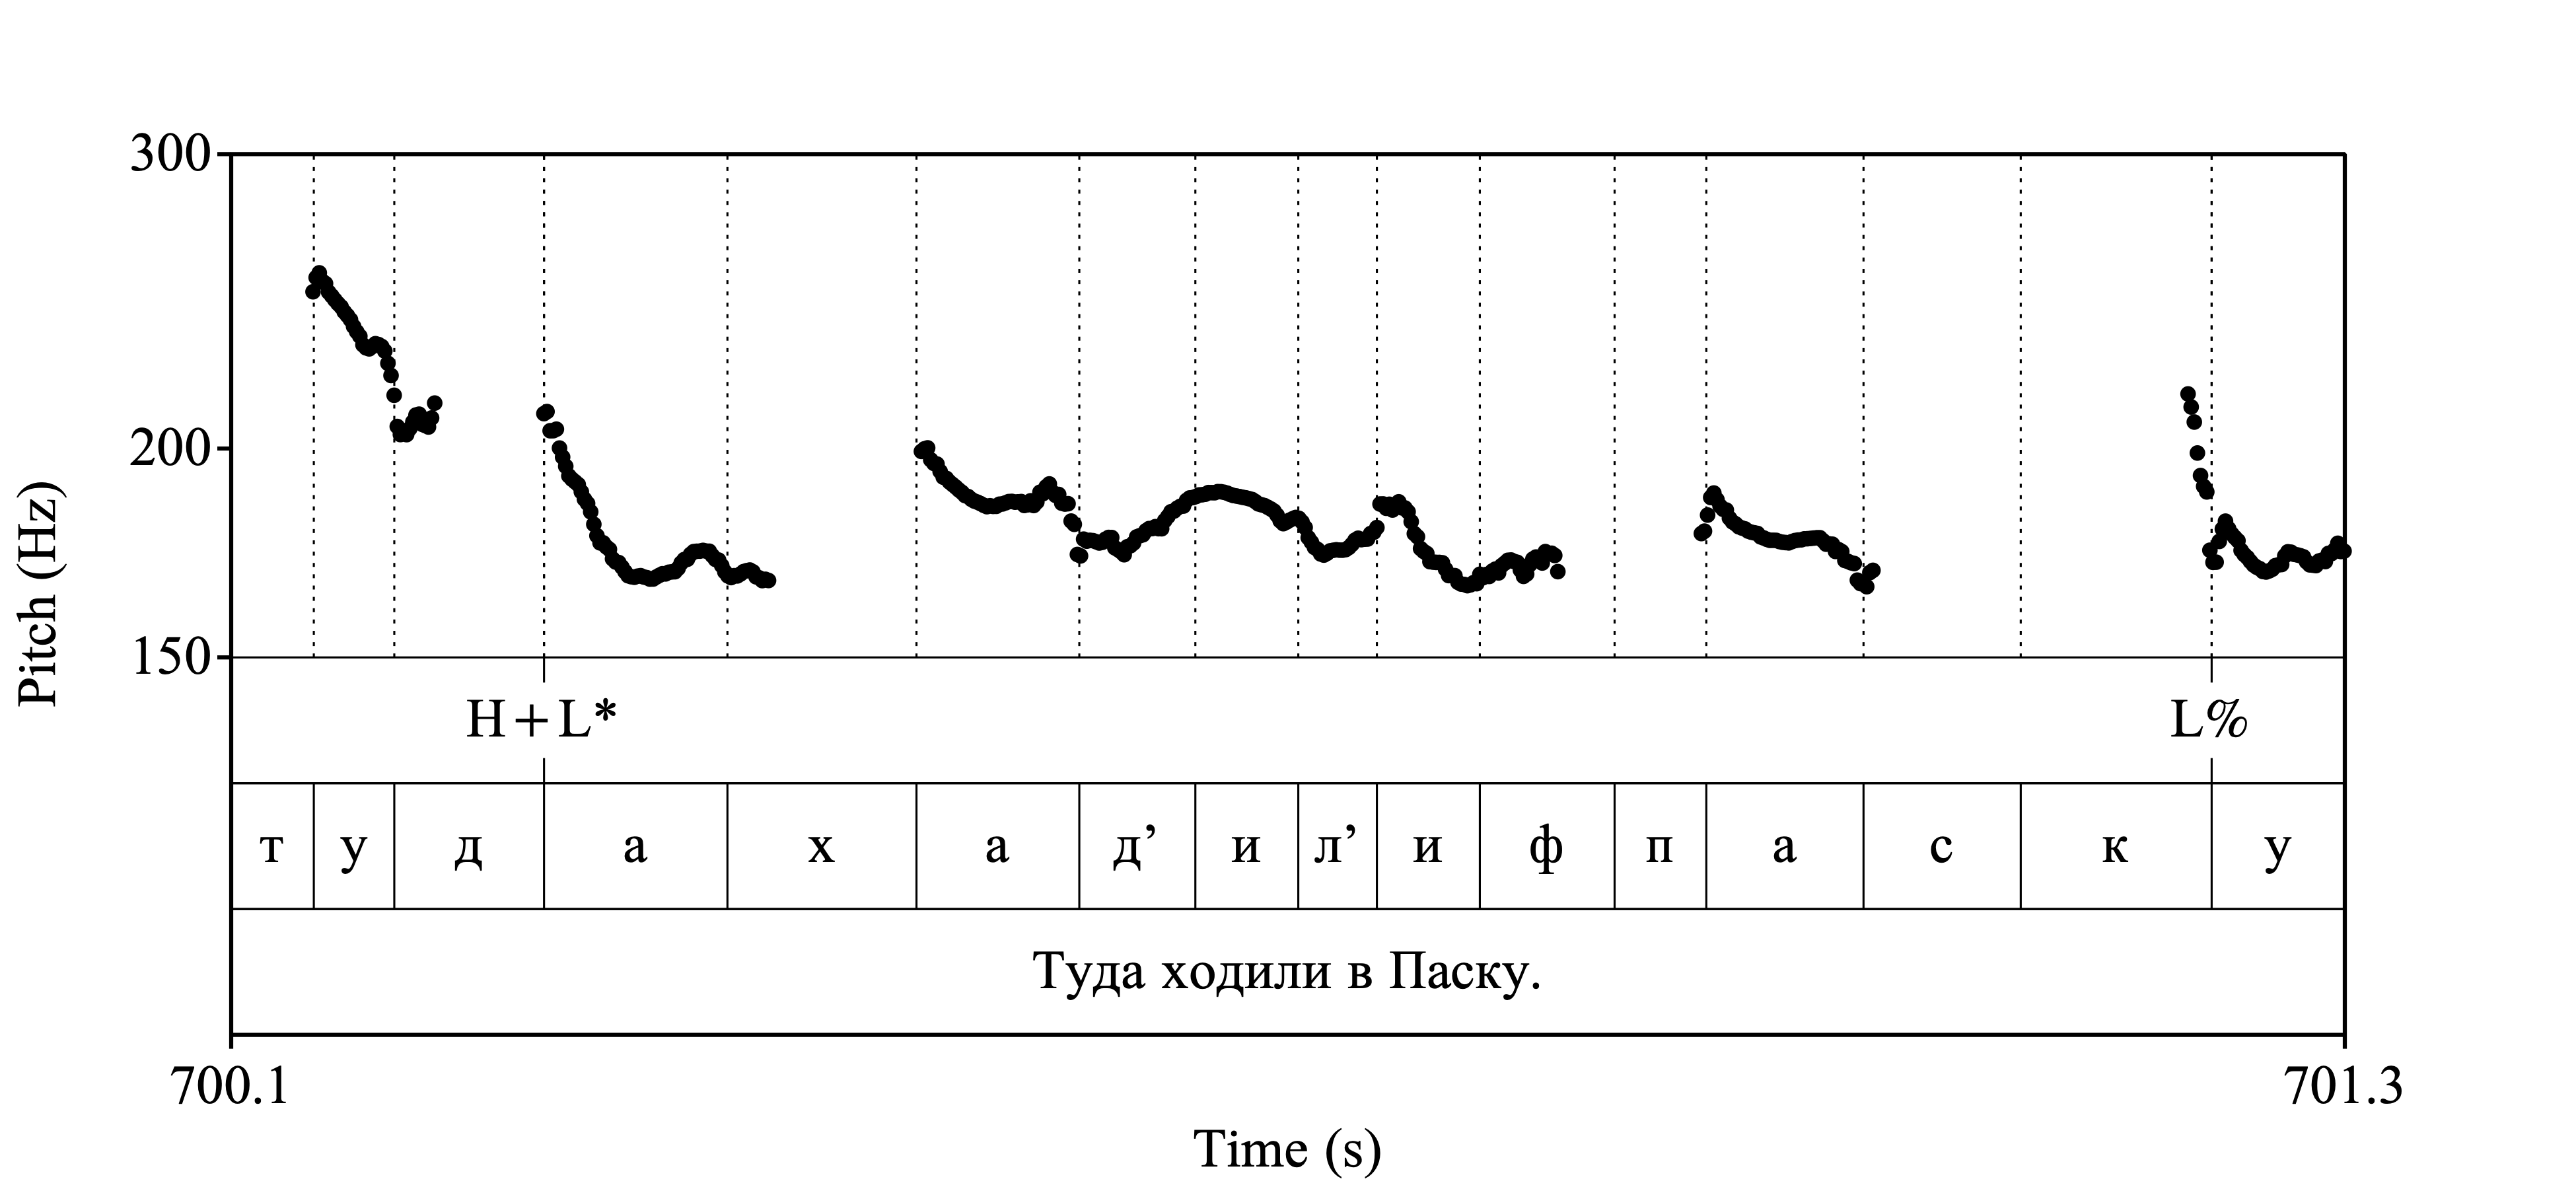 300
200
150
Pitch (Hz)
H+L* L%
т у д а х а д’ и л’ и ф п а с к у
Туда ходили в Паску.
700.1 701.3
Time (s)